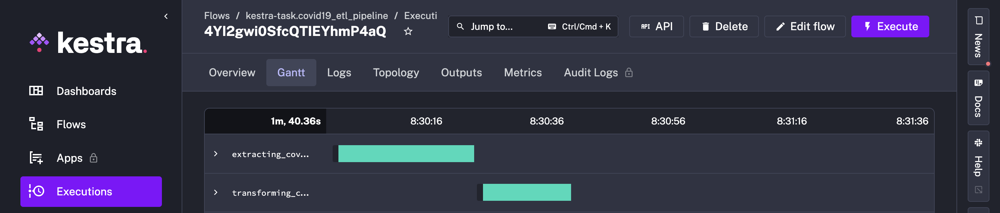 kestra.
Dashboards
Flows
Apps
Executions
Flows / kestra-task.covid19_etl_pipeline / Executi
4YI2gwi0SfcQTIEYhmP4aQ
Jump to... Ctrl/Cmd + K
API API
Delete
Edit flow
Execute
Overview
Gantt
Logs
Topology
Outputs
Metrics
Audit Logs
1m, 40.36s 8:30:16 8:30:36 8:30:56 8:31:16 8:31:36
extracting_cov...
transforming_c...
News
Docs
Help